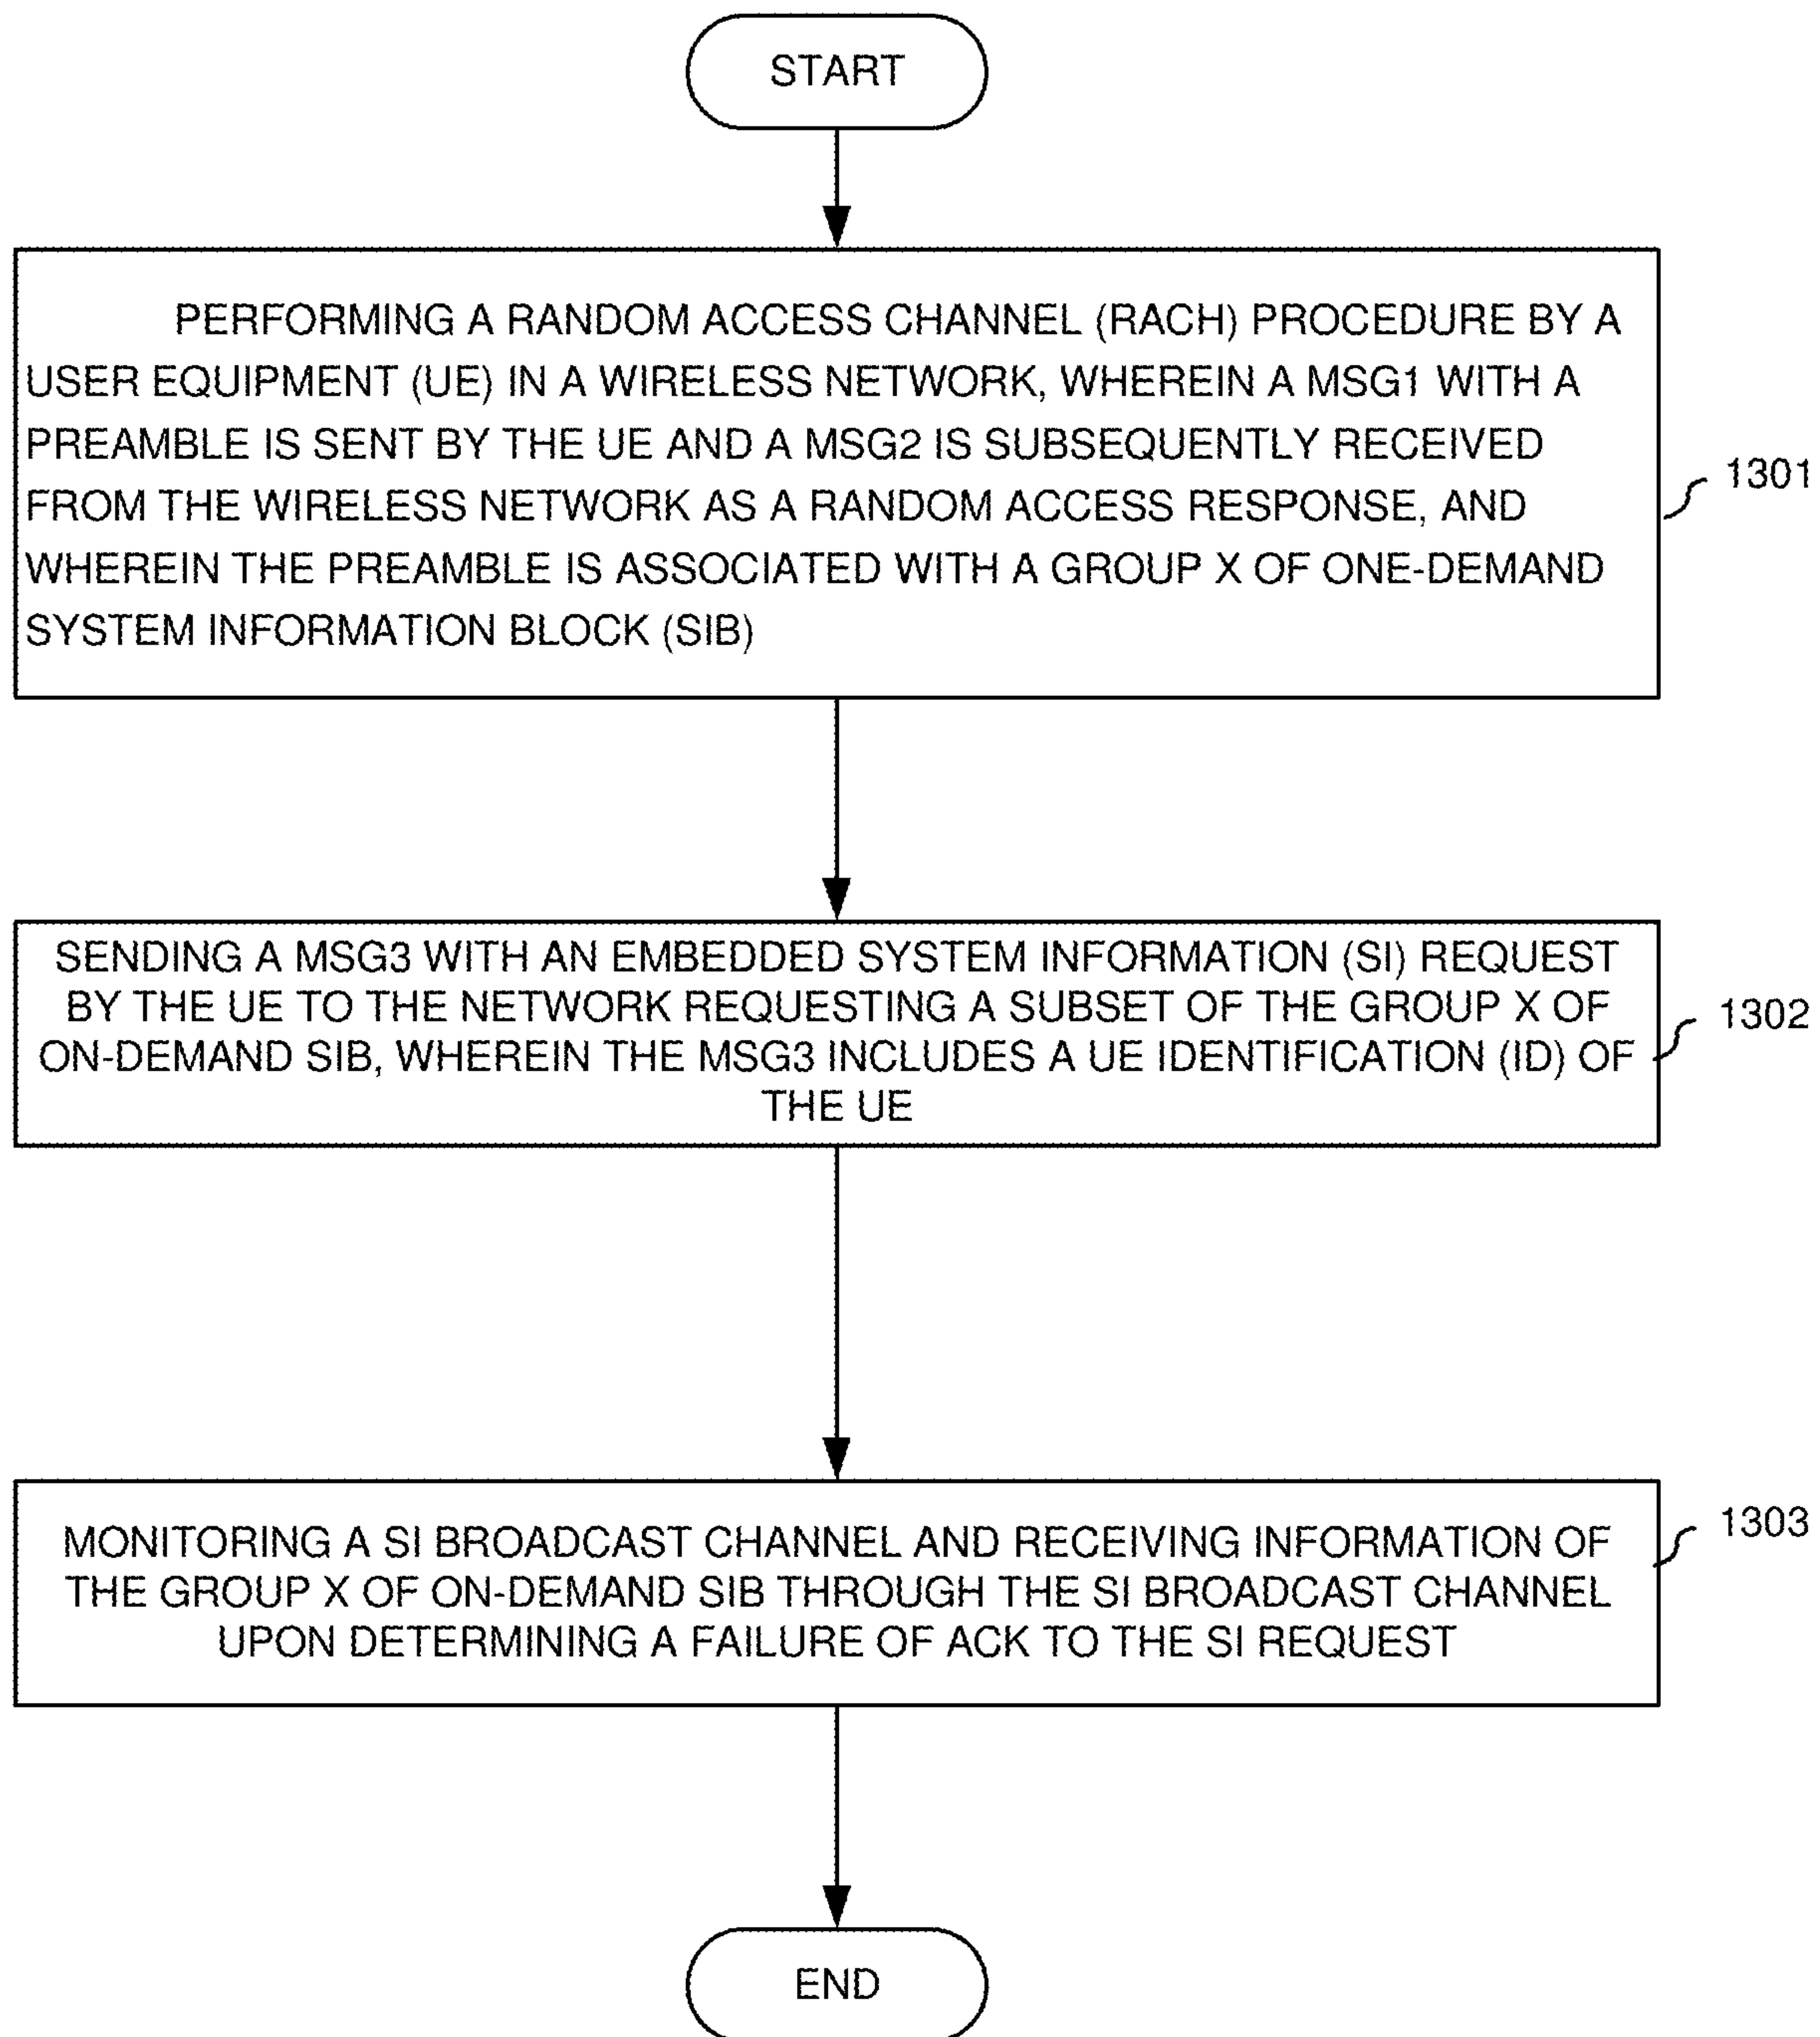 START
PERFORMING A RANDOM ACCESS CHANNEL (RACH) PROCEDURE BY A
USER EQUIPMENT (UE) IN A WIRELESS NETWORK, WHEREIN A MSG1 WITH A
PREAMBLE IS SENT BY THE UE AND A MSG2 IS SUBSEQUENTLY RECEIVED
FROM THE WIRELESS NETWORK AS A RANDOM ACCESS RESPONSE, AND
WHEREIN THE PREAMBLE IS ASSOCIATED WITH A GROUP X OF ONE-DEMAND
SYSTEM INFORMATION BLOCK (SIB)
1301
SENDING A MSG3 WITH AN EMBEDDED SYSTEM INFORMATION (SI) REQUEST
BY THE UE TO THE NETWORK REQUESTING A SUBSET OF THE GROUP X OF
ON-DEMAND SIB, WHEREIN THE MSG3 INCLUDES A UE IDENTIFICATION (ID) OF
THE UE
1302
MONITORING A SI BROADCAST CHANNEL AND RECEIVING INFORMATION OF
THE GROUP X OF ON-DEMAND SIB THROUGH THE SI BROADCAST CHANNEL
UPON DETERMINING A FAILURE OF ACK TO THE SI REQUEST
1303
END